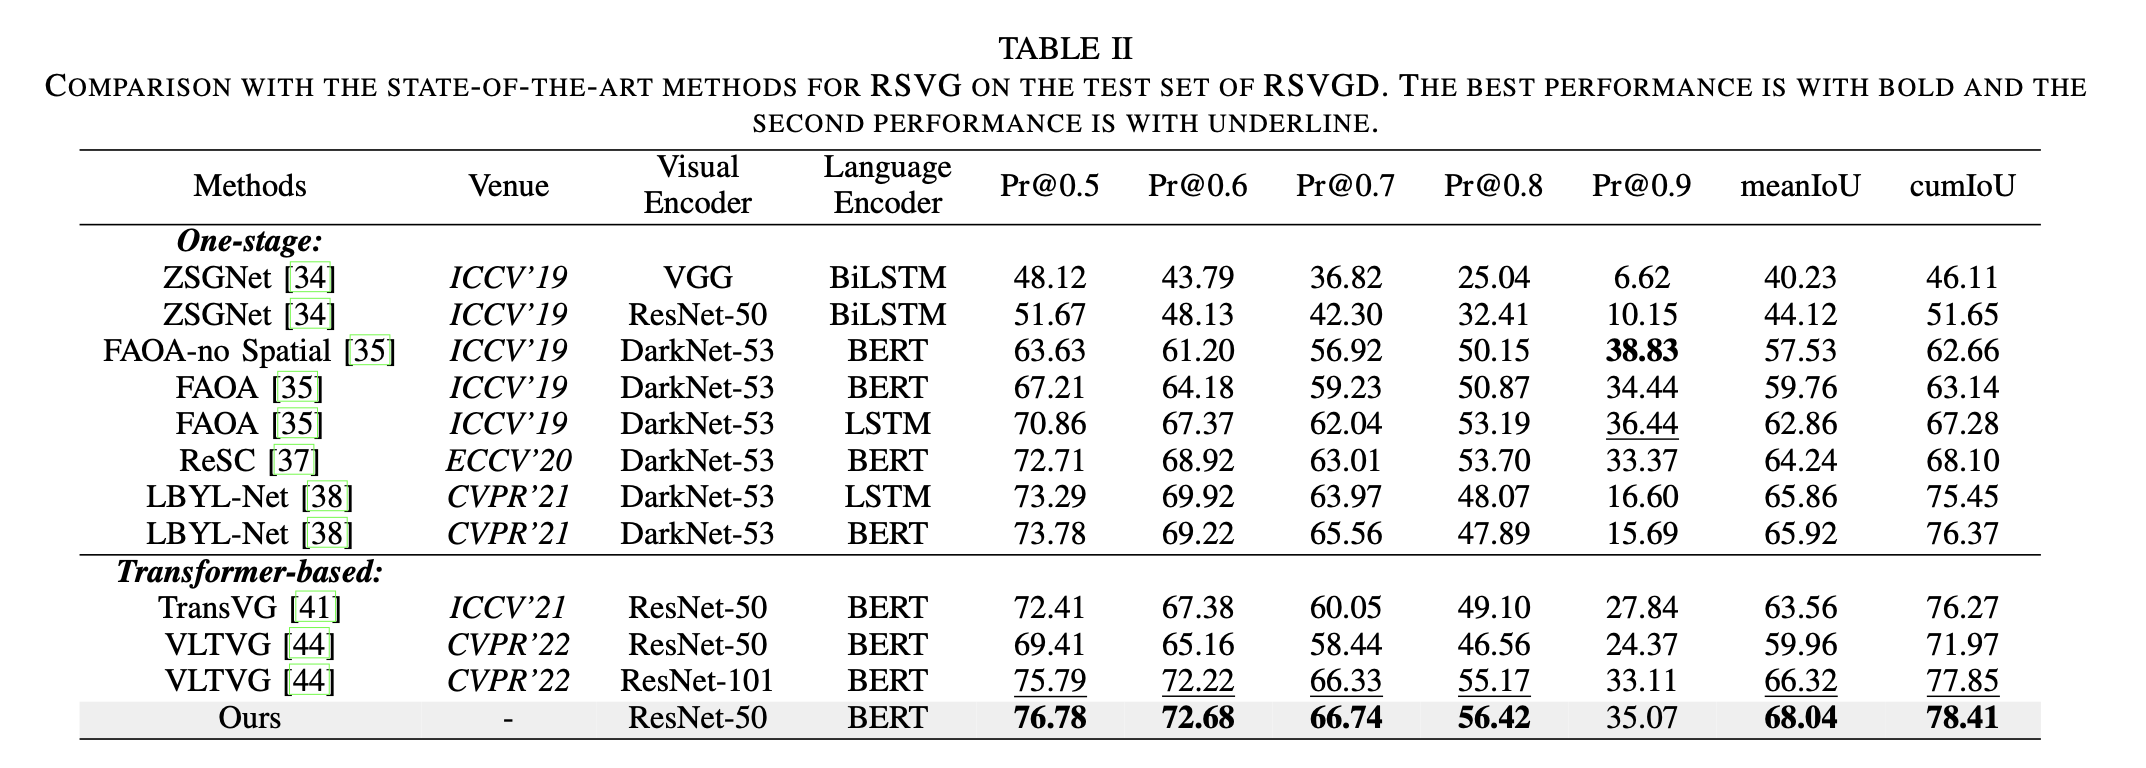 TABLE II
COMPARISON WITH THE STATE-OF-THE-ART METHODS FOR RSVG ON THE TEST SET OF RSVGD. THE BEST PERFORMANCE IS WITH BOLD AND THE
SECOND PERFORMANCE IS WITH UNDERLINE.
Methods Venue Visual Encoder Language Encoder Pr@0.5 Pr@0.6 Pr@0.7 Pr@0.8 Pr@0.9 meanIoU cumIoU
One-stage:
ZSGNet [34] ICCV’19 VGG BiLSTM 48.12 43.79 36.82 25.04 6.62 40.23 46.11
ZSGNet [34] ICCV’19 ResNet-50 BiLSTM 51.67 48.13 42.30 32.41 10.15 44.12 51.65
FAOA-no Spatial [35] ICCV’19 DarkNet-53 BERT 63.63 61.20 56.92 50.15 38.83 57.53 62.66
FAOA [35] ICCV’19 DarkNet-53 BERT 67.21 64.18 59.23 50.87 34.44 59.76 63.14
FAOA [35] ICCV’19 DarkNet-53 LSTM 70.86 67.37 62.04 53.19 36.44 62.86 67.28
ReSC [37] ECCV’20 DarkNet-53 BERT 72.71 68.92 63.01 53.70 33.37 64.24 68.10
LBYL-Net [38] CVPR’21 DarkNet-53 LSTM 73.29 69.92 63.97 48.07 16.60 65.86 75.45
LBYL-Net [38] CVPR’21 DarkNet-53 BERT 73.78 69.22 65.56 47.89 15.69 65.92 76.37
Transformer-based:
TransVG [41] ICCV’21 ResNet-50 BERT 72.41 67.38 60.05 49.10 27.84 63.56 76.27
VLTVG [44] CVPR’22 ResNet-50 BERT 69.41 65.16 58.44 46.56 24.37 59.96 71.97
VLTVG [44] CVPR’22 ResNet-101 BERT 75.79 72.22 66.33 55.17 33.11 66.32 77.85
Ours - ResNet-50 BERT 76.78 72.68 66.74 56.42 35.07 68.04 78.41